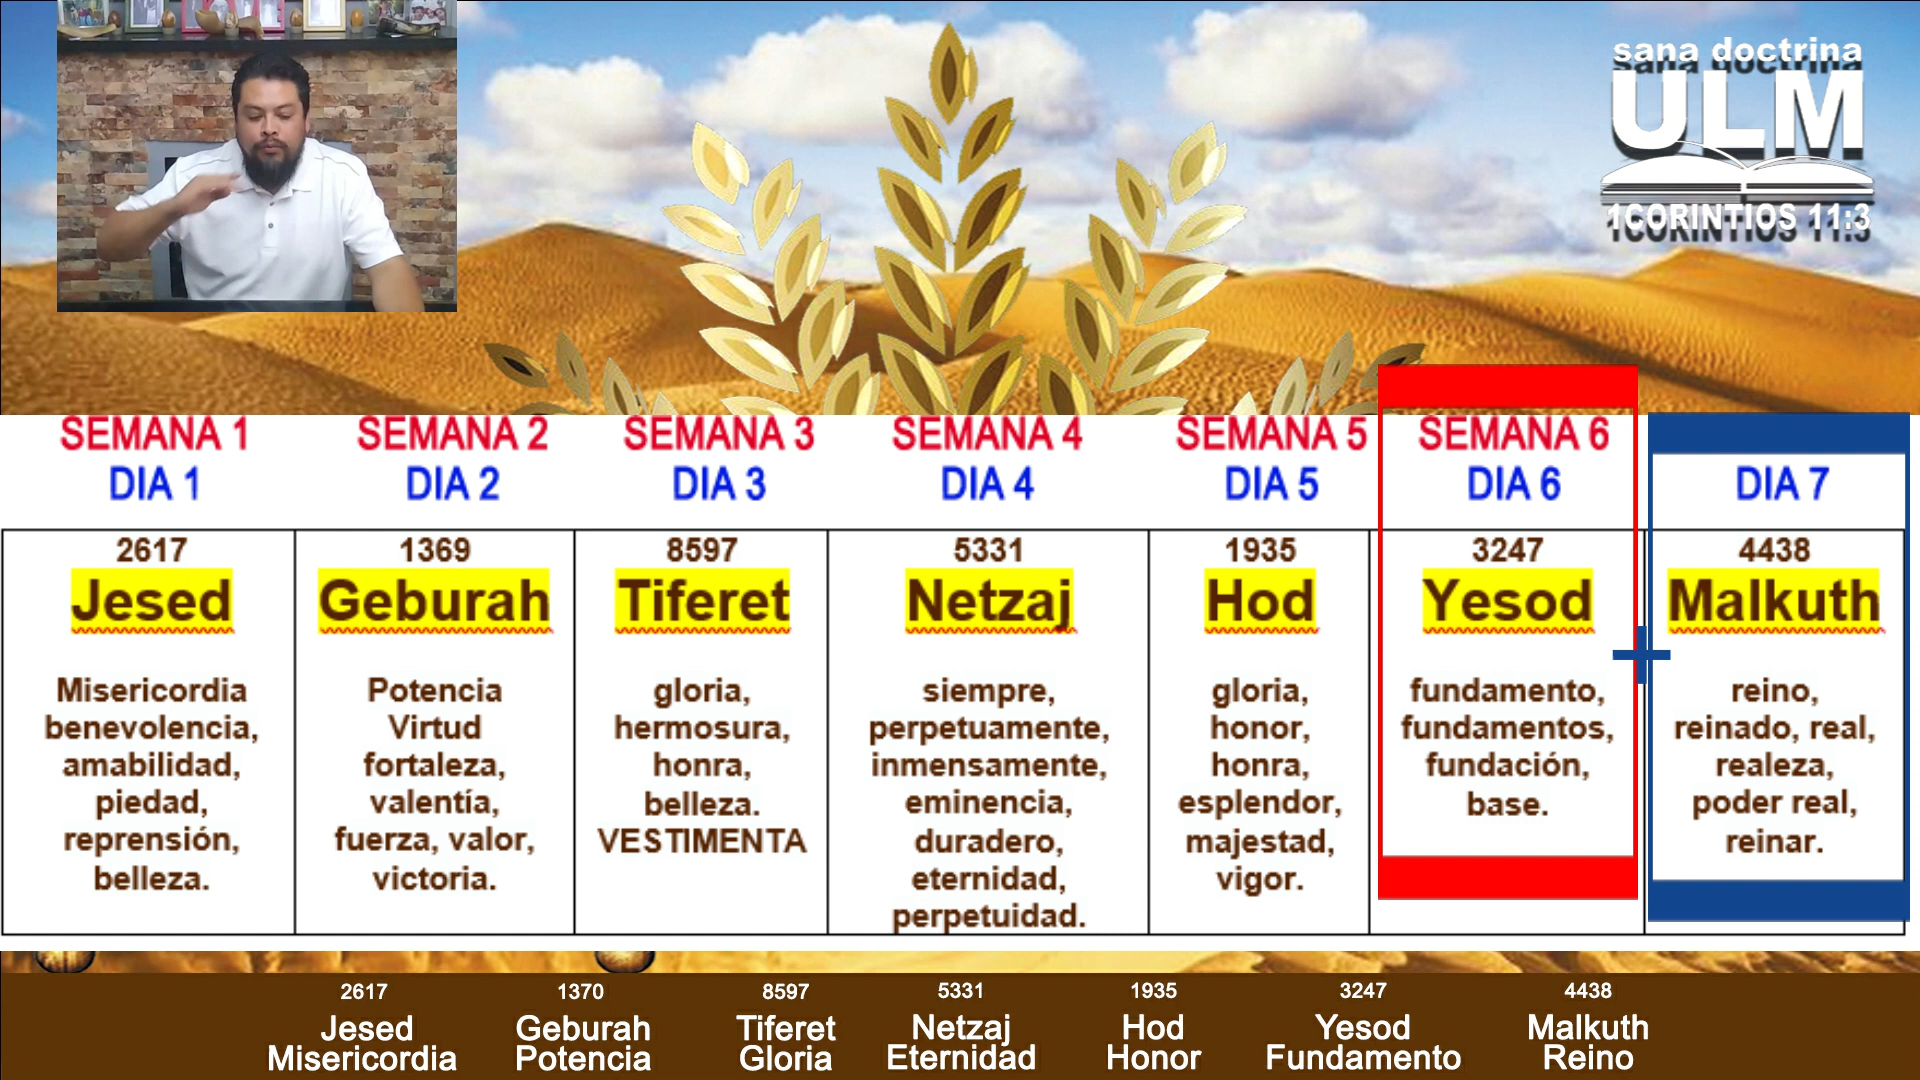 sana doctrina
ULM
1CORINTIOS 11:3
SEMANA 1
DIA 1
SEMANA 2
DIA 2
SEMANA 3
DIA 3
SEMANA 4
DIA 4
SEMANA 5
DIA 5
SEMANA 6
DIA 6
DIA 7
2617
Jesed
Misericordia
benevolencia,
amabilidad,
piedad,
reprensión,
belleza.
1369
Geburah
Potencia
Virtud
fortaleza,
valentía,
fuerza, valor,
victoria.
8597
Tiferet
gloria,
hermosura,
honra,
belleza.
VESTIMENTA
5331
Netzaj
siempre,
perpetuamente,
inmensamente,
eminencia,
duradero,
eternidad,
perpetuidad.
1935
Hod
gloria,
honor,
honra,
esplendor,
majestad,
vigor.
3247
Yesod
fundamento,
fundamentos,
fundación,
base.
4438
Malkuth
reino,
reinado, real,
realeza,
poder real,
reinar.
2617
Jesed
Misericordia
1370
Geburah
Potencia
8597
Tiferet
Gloria
5331
Netzaj
Eternidad
1935
Hod
Honor
3247
Yesod
Fundamento
4438
Malkuth
Reino